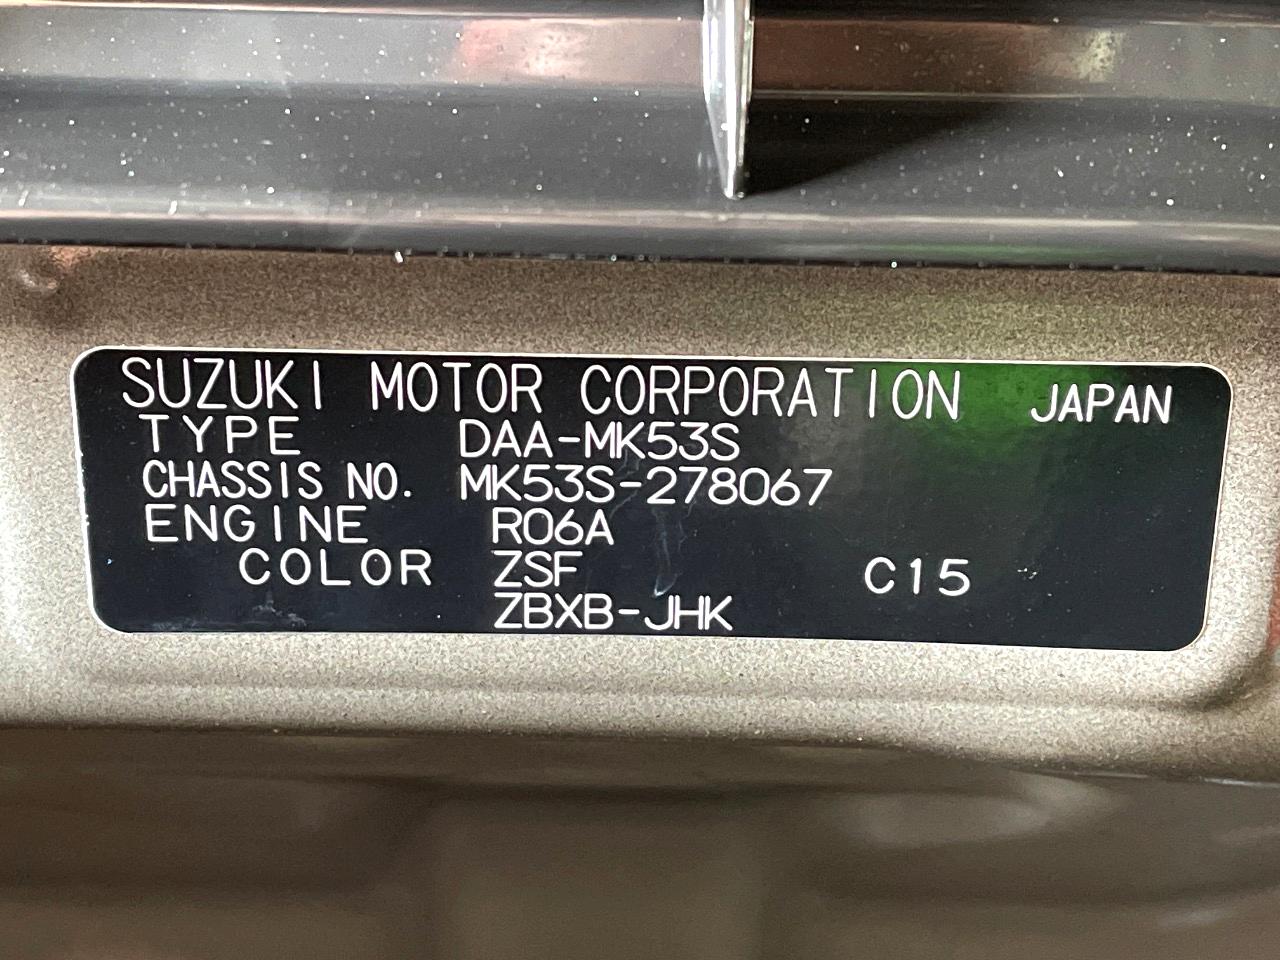 SUZUKI MOTOR CORPORATION JAPAN
TYPE DAA-MK53S
CHASSIS NO. MK53S-278067
ENGINE R06A
COLOR ZSF C15
ZBXB-JHK